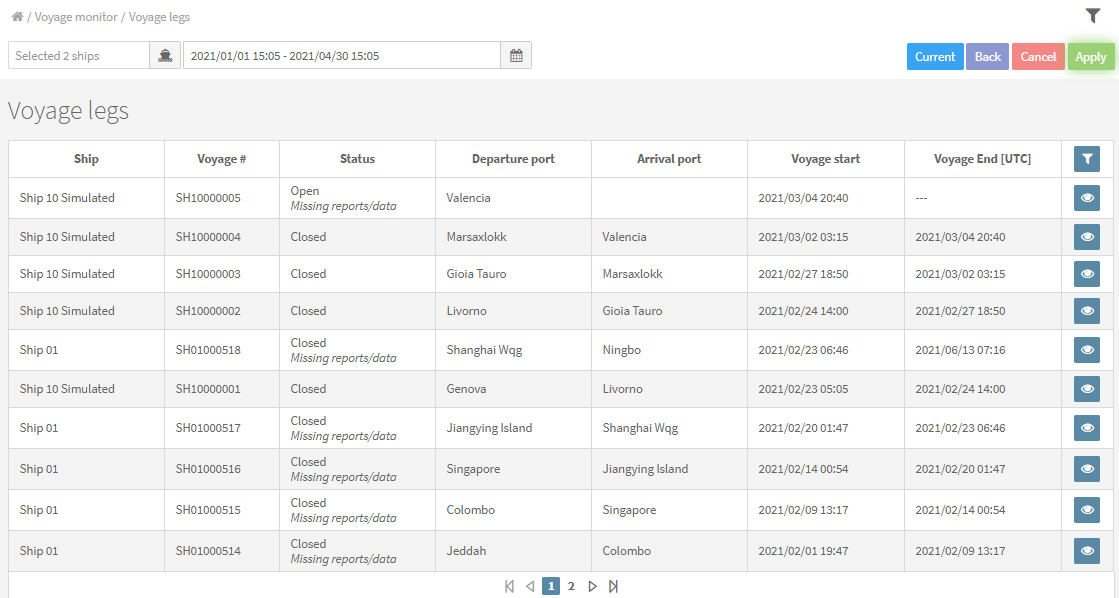 / Voyage monitor / Voyage legs
Selected 2 ships 2021/01/01 15:05 - 2021/04/30 15:05 Current Back Cancel Apply
Voyage legs
Ship Voyage # Status Departure port Arrival port Voyage start Voyage End [UTC]
Ship 10 Simulated SH10000005 Open Missing reports/data Valencia 2021/03/04 20:40 ---
Ship 10 Simulated SH10000004 Closed Marsaxlokk Valencia 2021/03/02 03:15 2021/03/04 20:40
Ship 10 Simulated SH10000003 Closed Gioia Tauro Marsaxlokk 2021/02/27 18:50 2021/03/02 03:15
Ship 10 Simulated SH10000002 Closed Livorno Gioia Tauro 2021/02/24 14:00 2021/02/27 18:50
Ship 01 SH01000518 Closed Missing reports/data Shanghai Wqg Ningbo 2021/02/23 06:46 2021/06/13 07:16
Ship 10 Simulated SH10000001 Closed Genova Livorno 2021/02/23 05:05 2021/02/24 14:00
Ship 01 SH01000517 Closed Missing reports/data Jiangying Island Shanghai Wqg 2021/02/20 01:47 2021/02/23 06:46
Ship 01 SH01000516 Closed Missing reports/data Singapore Jiangying Island 2021/02/14 00:54 2021/02/20 01:47
Ship 01 SH01000515 Closed Missing reports/data Colombo Singapore 2021/02/09 13:17 2021/02/14 00:54
Ship 01 SH01000514 Closed Missing reports/data Jeddah Colombo 2021/02/01 19:47 2021/02/09 13:17
1 2